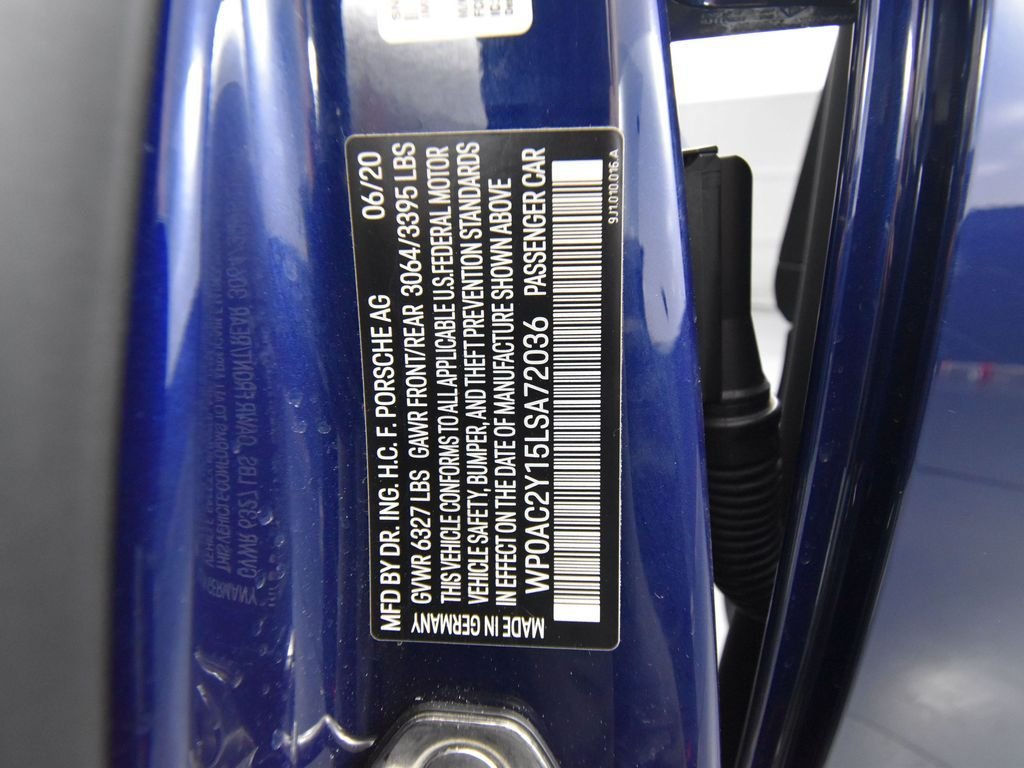 MFD BY DR. ING. H.C. F. PORSCHE AG 06/20
GVWR 6327 LBS GAWR FRONT/REAR 3064/3395 LBS
THIS VEHICLE CONFORMS TO ALL APPLICABLE U.S.FEDERAL MOTOR
VEHICLE SAFETY, BUMPER, AND THEFT PREVENTION STANDARDS
IN EFFECT ON THE DATE OF MANUFACTURE SHOWN ABOVE
WP0AC2Y15LSA72036 PASSENGER CAR
MADE IN GERMANY
9J1.010.016.A